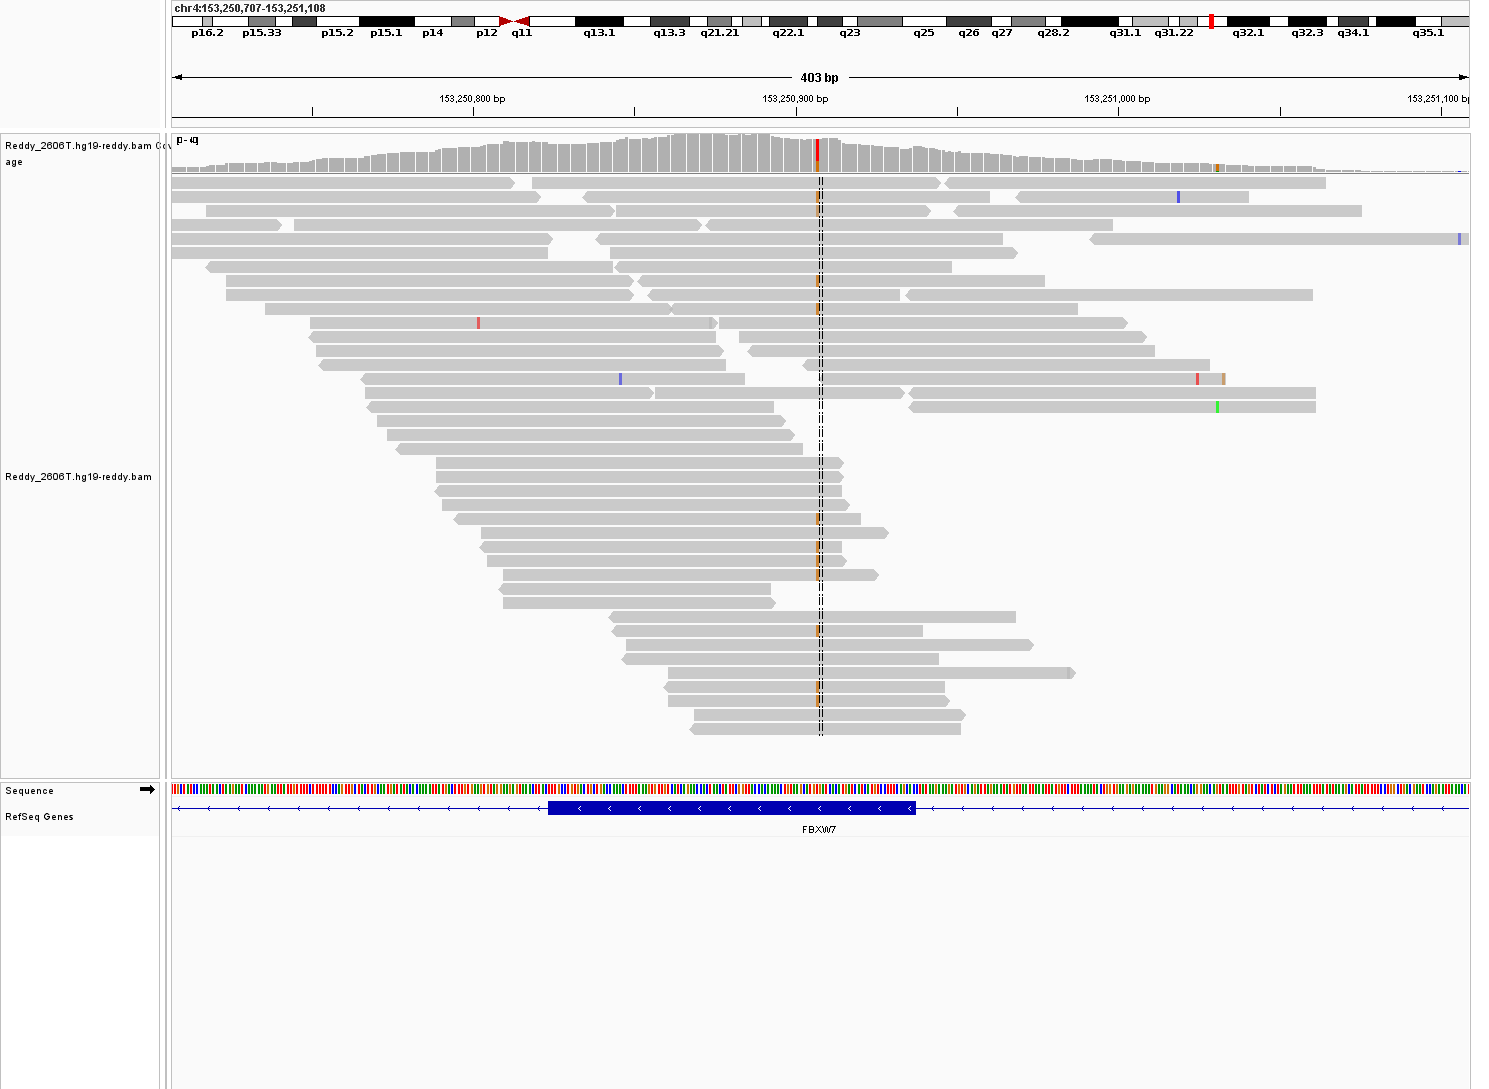 chr4:153,250,707-153,251,108
p16.2 p15.33 p15.2 p15.1 p14 p12 q11 q13.1 q13.3 q21.21 q22.1 q23 q25 q26 q27 q28.2 q31.1 q31.22 q32.1 q32.3 q34.1 q35.1
403 bp
153,250,800 bp 153,250,900 bp 153,251,000 bp 153,251,100 bp
Reddy_2606T.hg19-reddy.bam Cov
age
Reddy_2606T.hg19-reddy.bam
Sequence
RefSeq Genes
FBXW7